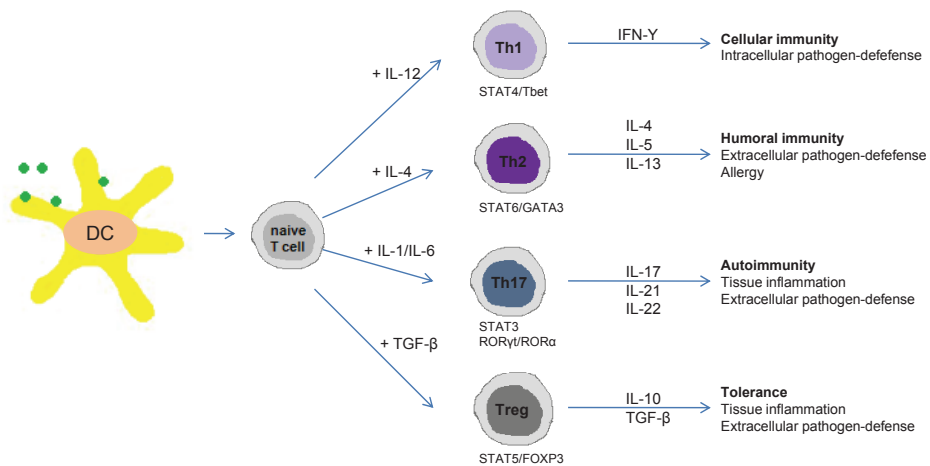 DC
naive
T cell
+ IL-12
+ IL-4
+ IL-1/IL-6
+ TGF-β
Th1
STAT4/Tbet
IFN-Y
Cellular immunity
Intracellular pathogen-defefense
Th2
STAT6/GATA3
IL-4
IL-5
IL-13
Humoral immunity
Extracellular pathogen-defefense
Allergy
Th17
STAT3
RORγt/RORα
IL-17
IL-21
IL-22
Autoimmunity
Tissue inflammation
Extracellular pathogen-defense
Treg
STAT5/FOXP3
IL-10
TGF-β
Tolerance
Tissue inflammation
Extracellular pathogen-defense